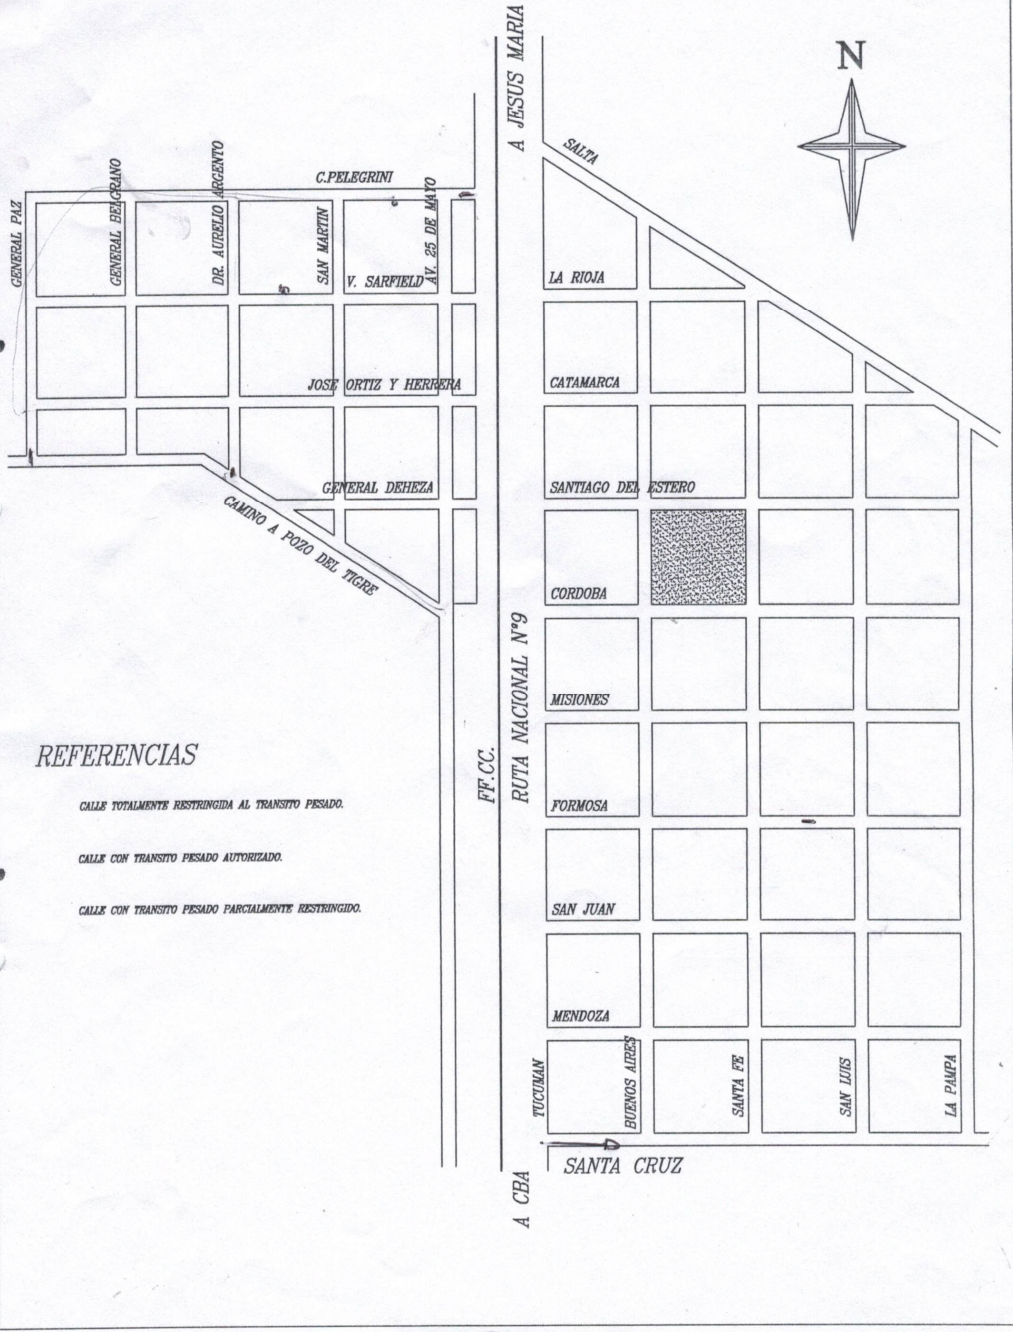 A JESUS MARIA
N
SALTA
C.PELEGRINI
GENERAL PAZ
GENERAL BELGRANO
DR. AURELIO ARGENTO
SAN MARTIN
AV. 25 DE MAYO
V. SARFIELD
LA RIOJA
JOSE ORTIZ Y HERRERA
CATAMARCA
GENERAL DEHEZA
SANTIAGO DEL ESTERO
CAMINO A POZO DEL TIGRE
CORDOBA
RUTA NACIONAL N°9
FF.CC.
MISIONES
REFERENCIAS
CALLE TOTALMENTE RESTRINGIDA AL TRANSITO PESADO.
CALLE CON TRANSITO PESADO AUTORIZADO.
CALLE CON TRANSITO PESADO PARCIALMENTE RESTRINGIDO.
FORMOSA
SAN JUAN
MENDOZA
TUCUMAN
BUENOS AIRES
SANTA FE
SAN LUIS
LA PAMPA
SANTA CRUZ
A CBA